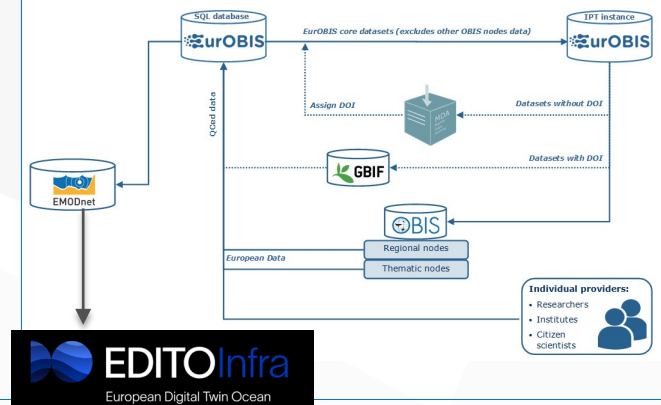 SQL database
EurOBIS
EurOBIS core datasets (excludes other OBIS nodes data)
IPT instance
EurOBIS
Assign DOI
MDA
Datasets without DOI
QCed data
Datasets with DOI
GBIF
EMODnet
OBIS
Regional nodes
European Data
Thematic nodes
Individual providers:
• Researchers
• Institutes
• Citizen
scientists
EDITOInfra
European Digital Twin Ocean